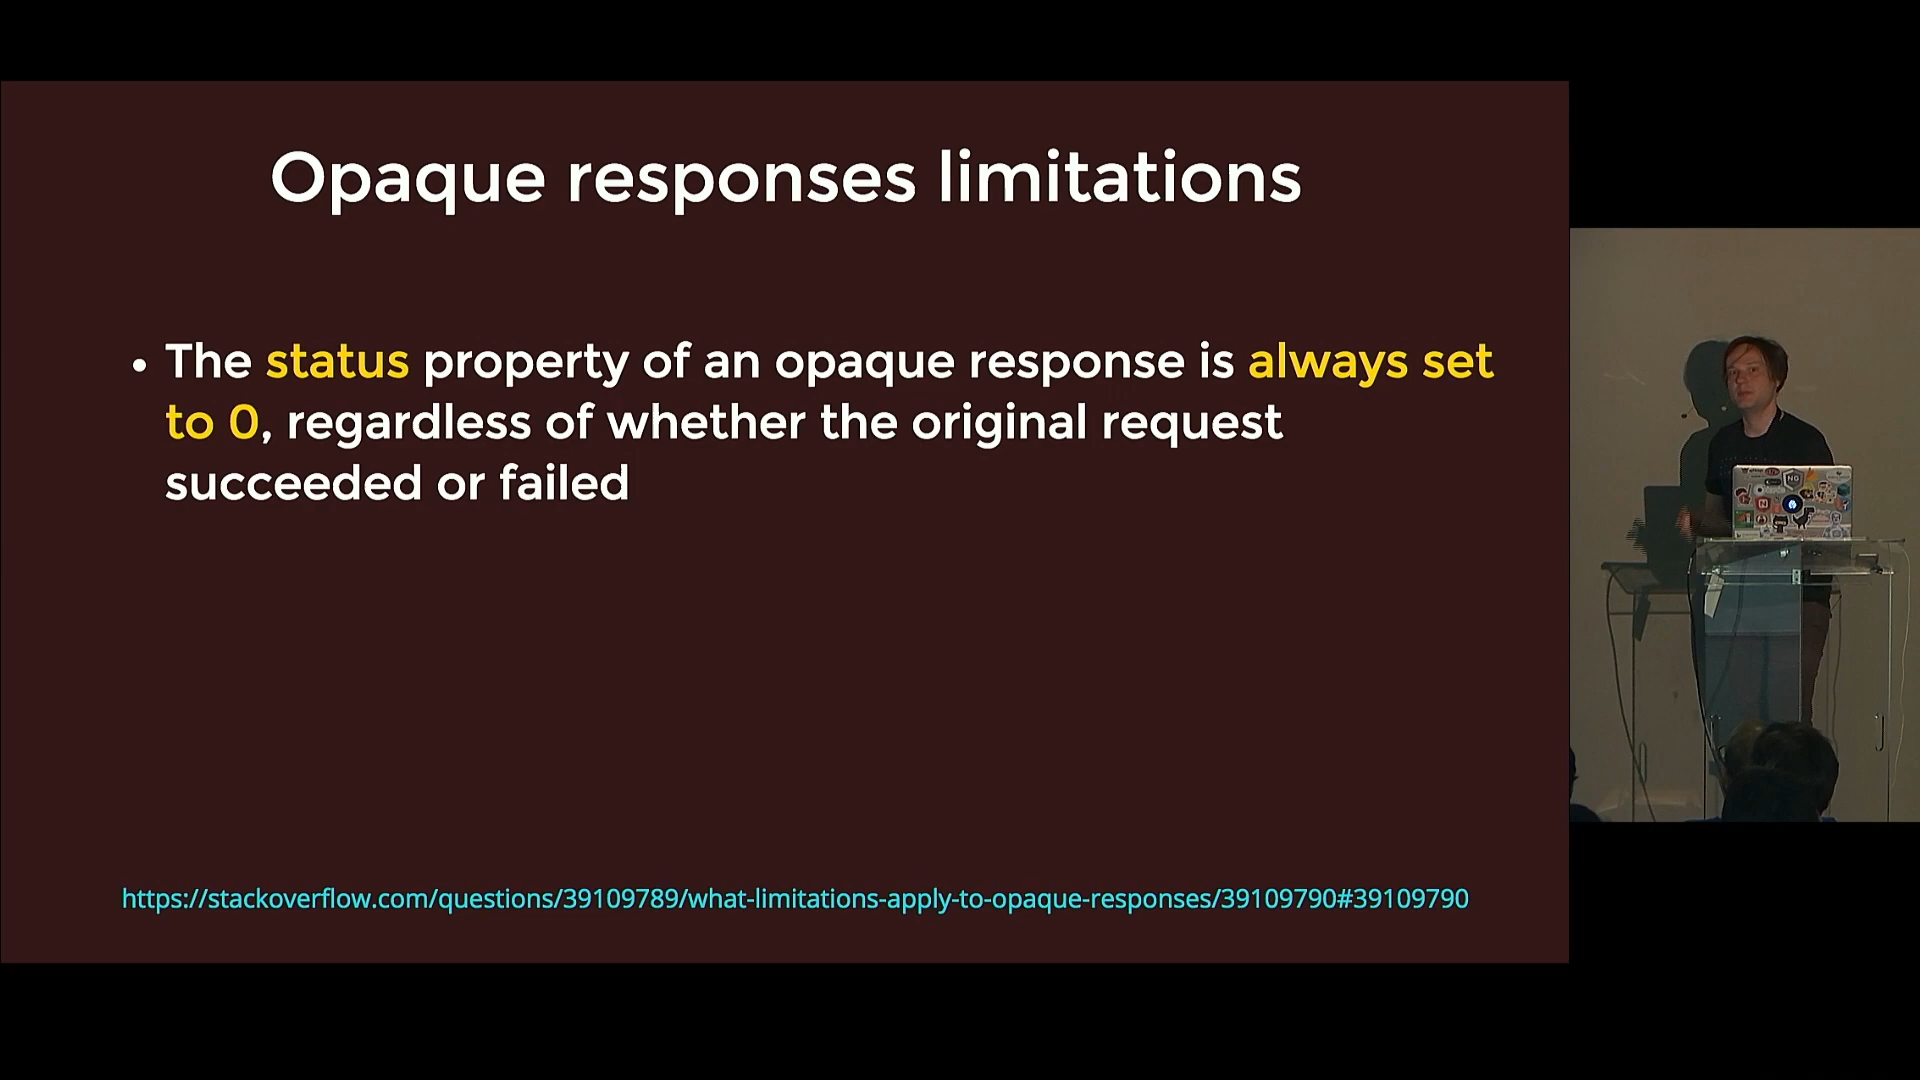 Opaque responses limitations
• The status property of an opaque response is always set
to 0, regardless of whether the original request
succeeded or failed
https://stackoverflow.com/questions/39109789/what-limitations-apply-to-opaque-responses/39109790#39109790